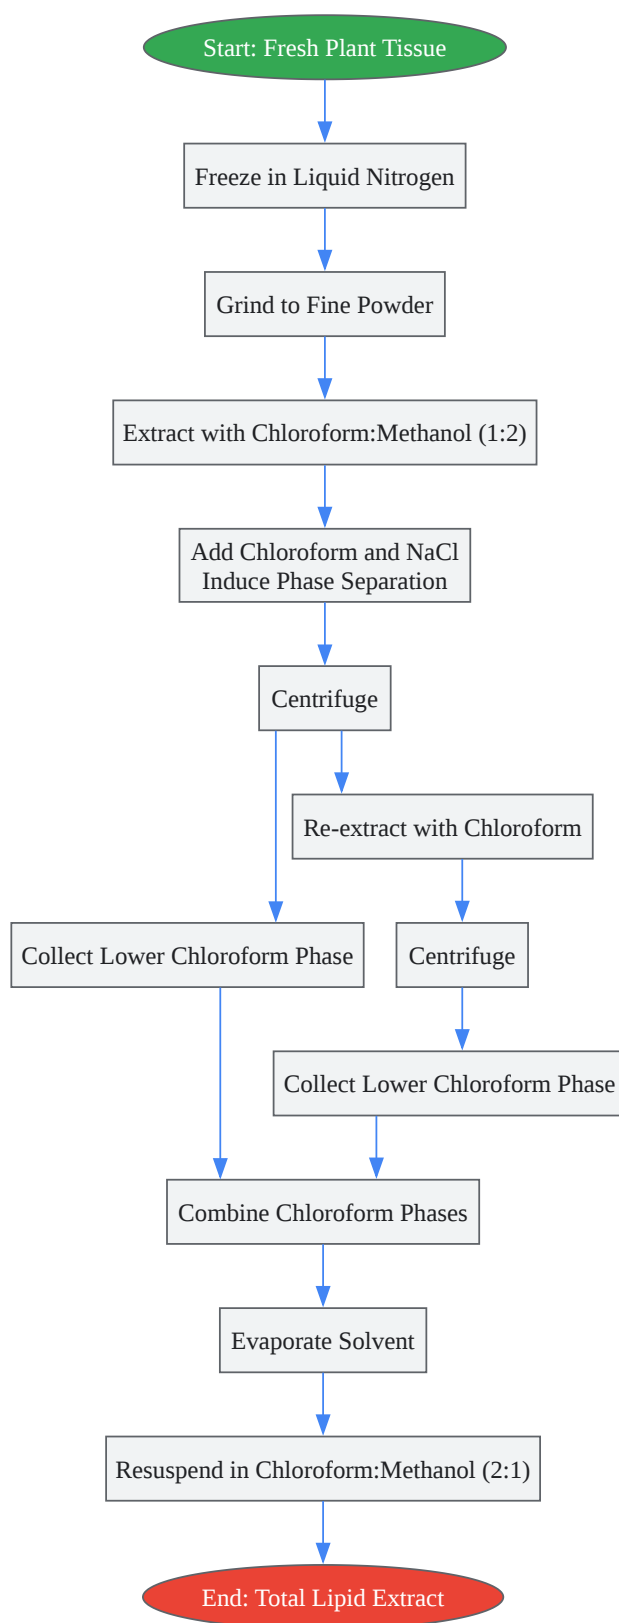 Start: Fresh Plant Tissue
Freeze in Liquid Nitrogen
Grind to Fine Powder
Extract with Chloroform:Methanol (1:2)
Add Chloroform and NaCl
Induce Phase Separation
Centrifuge
Re-extract with Chloroform
Collect Lower Chloroform Phase
Centrifuge
Collect Lower Chloroform Phase
Combine Chloroform Phases
Evaporate Solvent
Resuspend in Chloroform:Methanol (2:1)
End: Total Lipid Extract